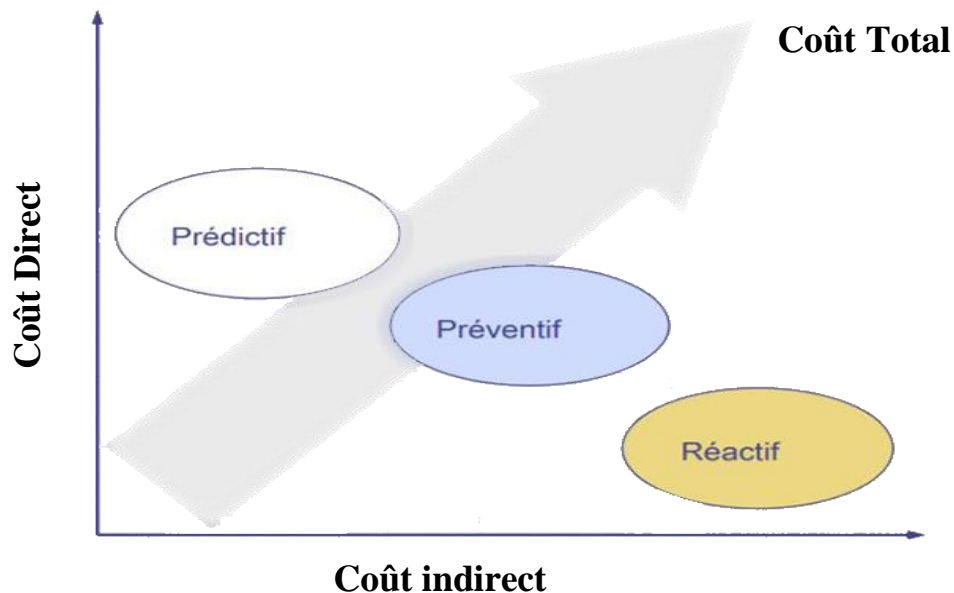 Coût Total
Coût Direct
Prédictif
Préventif
Réactif
Coût indirect